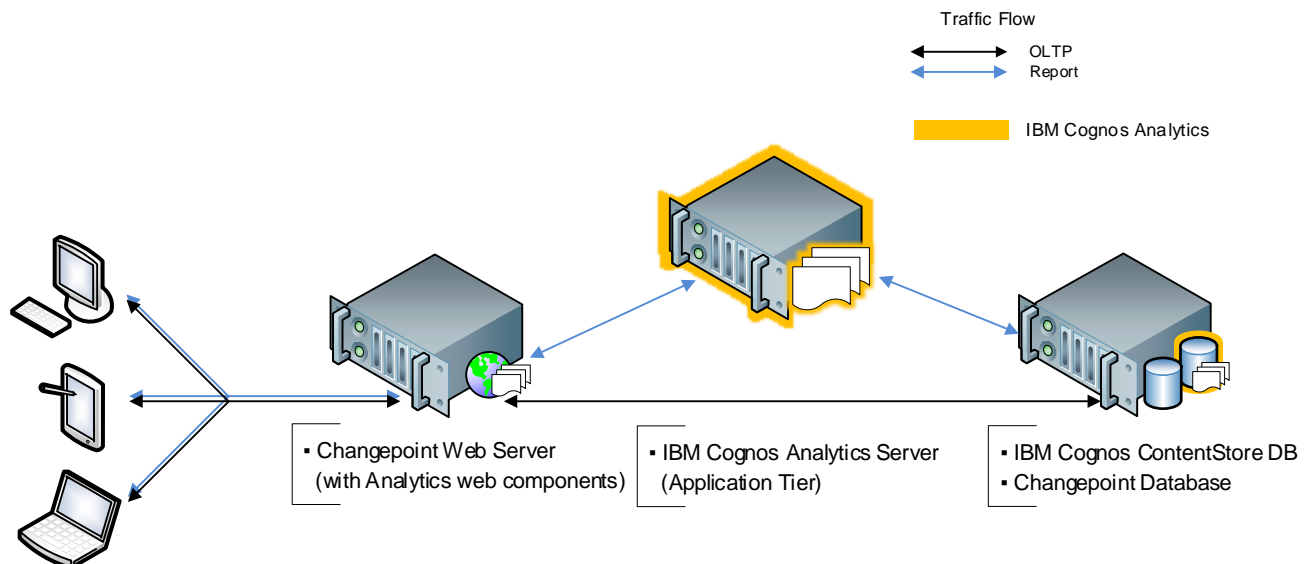 Traffic Flow
OLTP
Report
IBM Cognos Analytics
▪ Changepoint Web Server
(with Analytics web components)
▪ IBM Cognos Analytics Server
(Application Tier)
▪ IBM Cognos ContentStore DB
▪ Changepoint Database